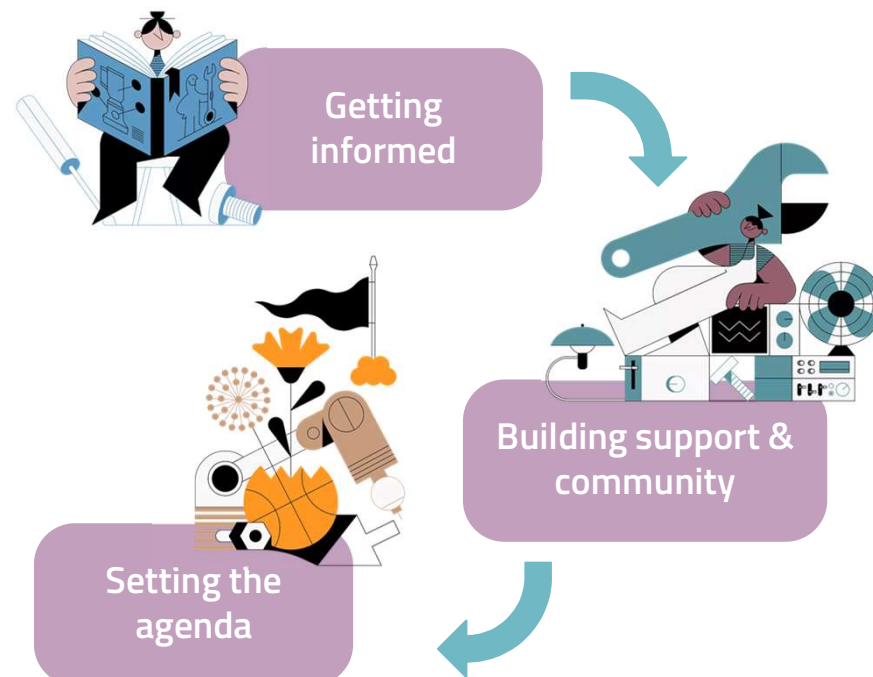 Getting
informed
Building support &
community
Setting the
agenda